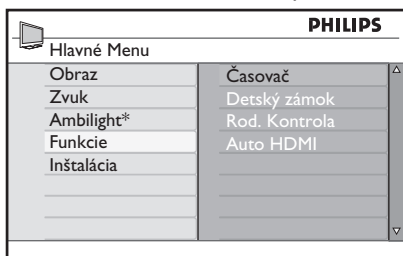 PHILIPS
Hlavné Menu
Obraz
Zvuk
Ambilight*
Funkcie
Inštalácia
Časovač
Detský zámok
Rod. Kontrola
Auto HDMI